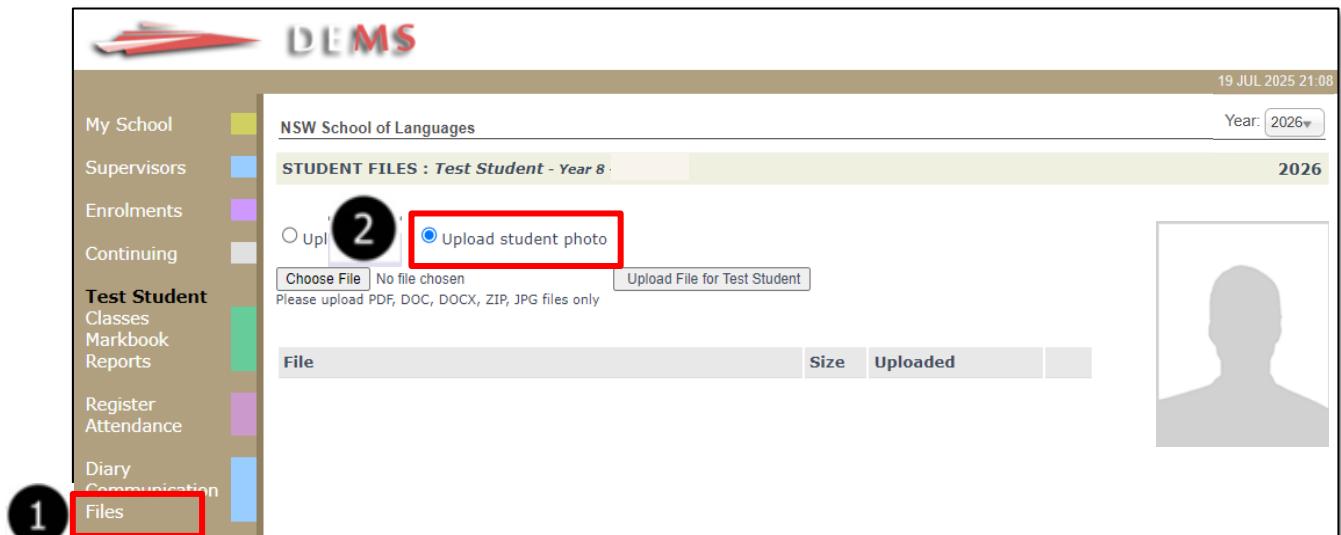 DEMS
19 JUL 2025 21:08
My School
Supervisors
Enrolments
Continuing
Test Student
Classes
Markbook
Reports
Register
Attendance
Diary
Communication
1 Files
NSW School of Languages
Year: 2026
STUDENT FILES : Test Student - Year 8 - 2026
Upl 2 Upload student photo
Choose File No file chosen Upload File for Test Student
Please upload PDF, DOC, DOCX, ZIP, JPG files only
File Size Uploaded